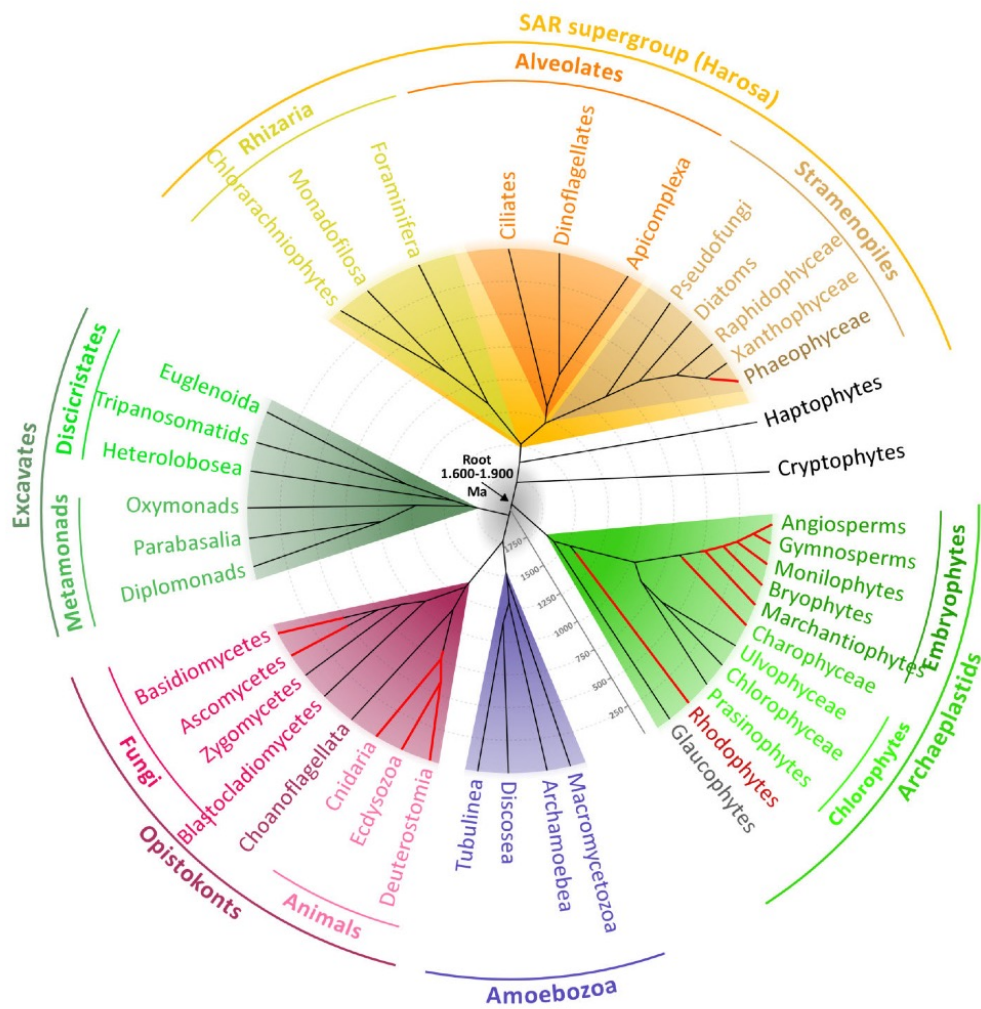 SAR supergroup (Harosa)
Alveolates
Rhizaria
Stramenopiles
Chlorarachniophytes
Monadofilosa
Foraminifera
Ciliates
Dinoflagellates
Apicomplexa
Pseudofungi
Diatoms
Raphidophyceae
Xanthophyceae
Phaeophyceae
Haptophytes
Cryptophytes
Root
1.600-1.900
Ma
Excavates
Discicristates
Metamonads
Euglenoida
Tripanosomatids
Heterolobosea
Oxymonads
Parabasalia
Diplomonads
1750
1500
1250
1000
750
500
250
Angiosperms
Gymnosperms
Monilophytes
Bryophytes
Marchantiophytes
Charophyceae
Ulvophyceae
Chlorophyceae
Prasinophytes
Rhodophytes
Glaucophytes
Embryophytes
Chlorophytes
Archaeplastids
Basidiomycetes
Ascomycetes
Zygomycetes
Blastocladiomycetes
Choanoflagellata
Cnidaria
Ecdysozoa
Deuterostomia
Fungi
Animals
Opistokonts
Tubulinea
Discosea
Archamoebea
Macromycetozoa
Amoebozoa